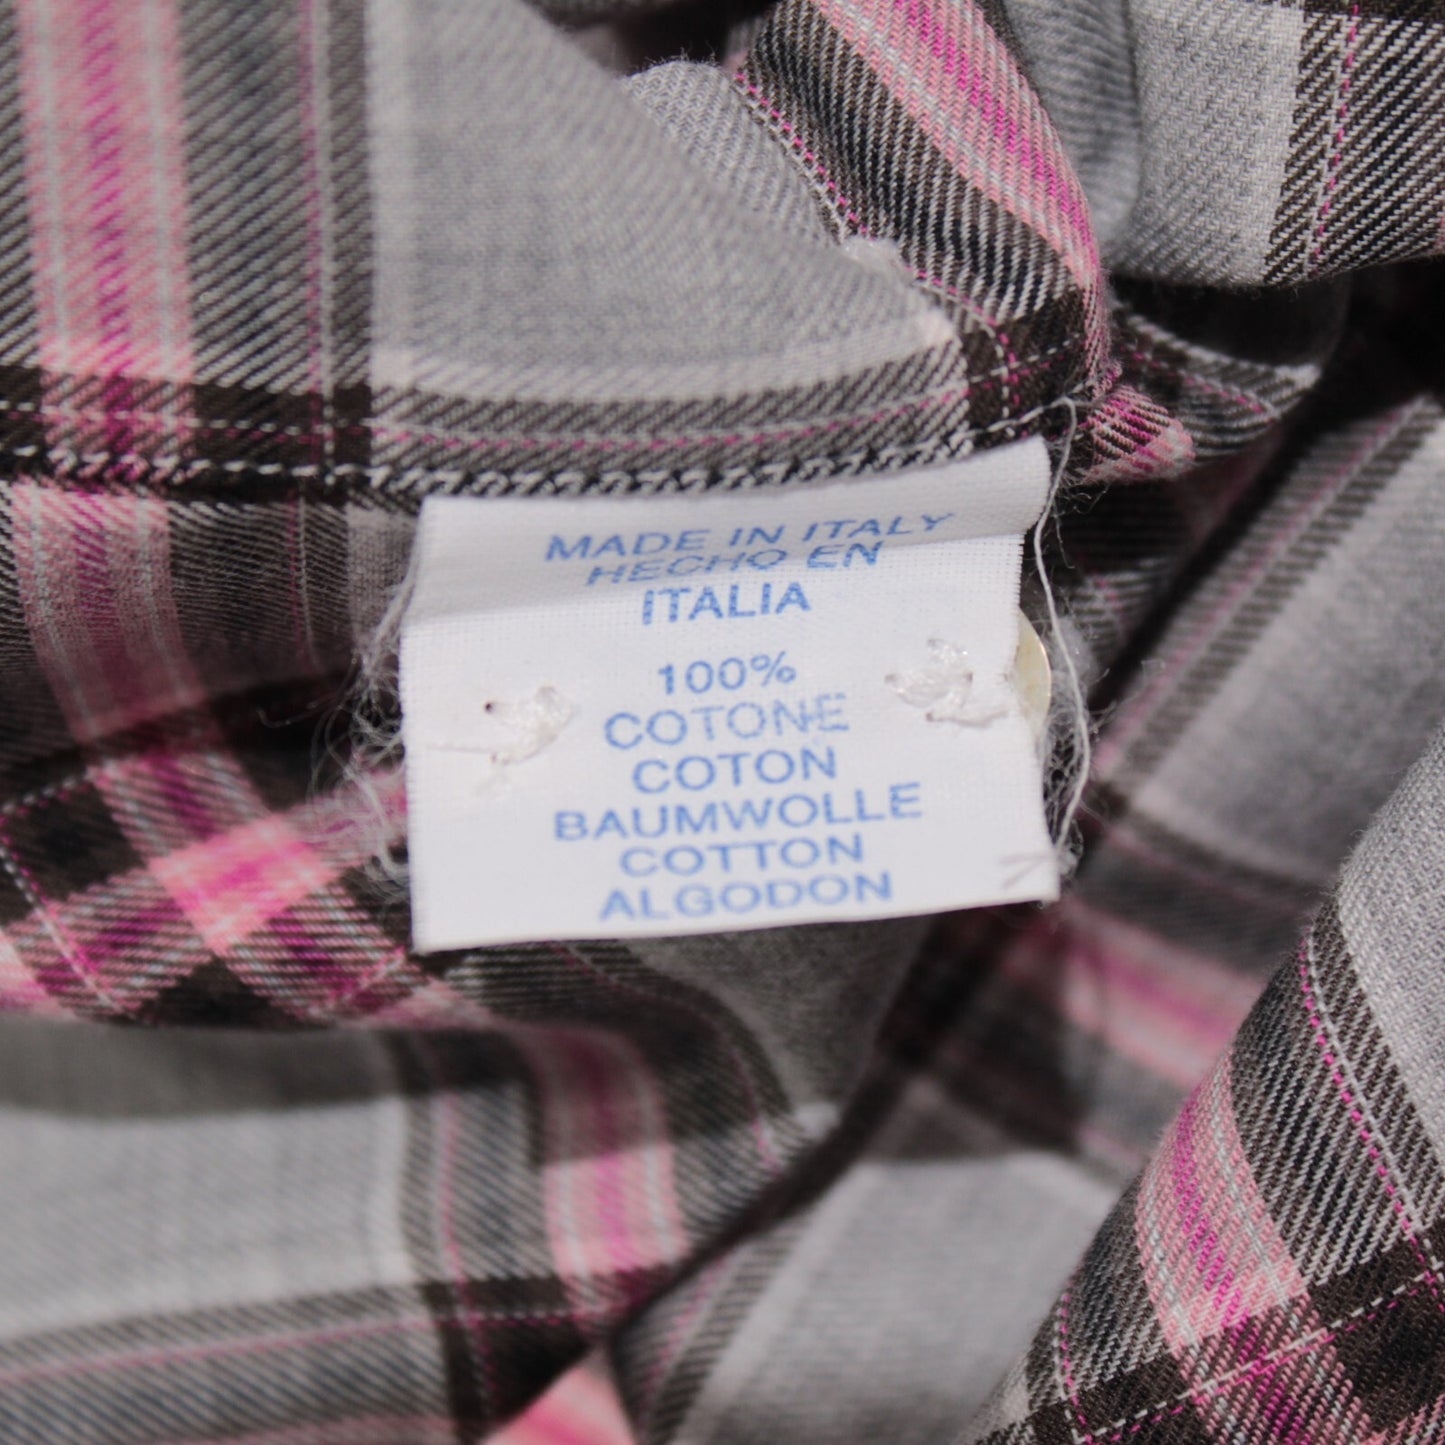 MADE IN ITALY
HECHO EN
ITALIA
100%
COTONE
COTON
BAUMWOLLE
COTTON
ALGODON